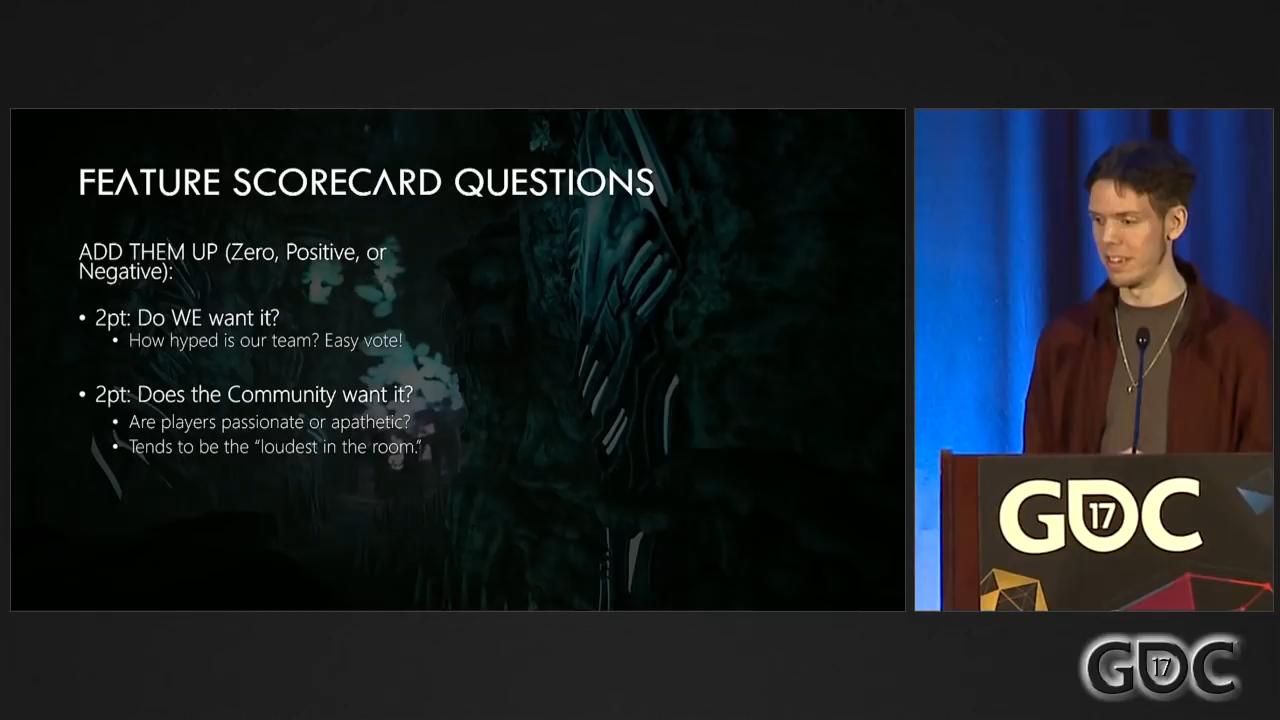 FEATURE SCORECARD QUESTIONS
ADD THEM UP (Zero, Positive, or
Negative):
• 2pt: Do WE want it?
• How hyped is our team? Easy vote!
• 2pt: Does the Community want it?
• Are players passionate or apathetic?
• Tends to be the “loudest in the room.”
GDC 17
GDC 17